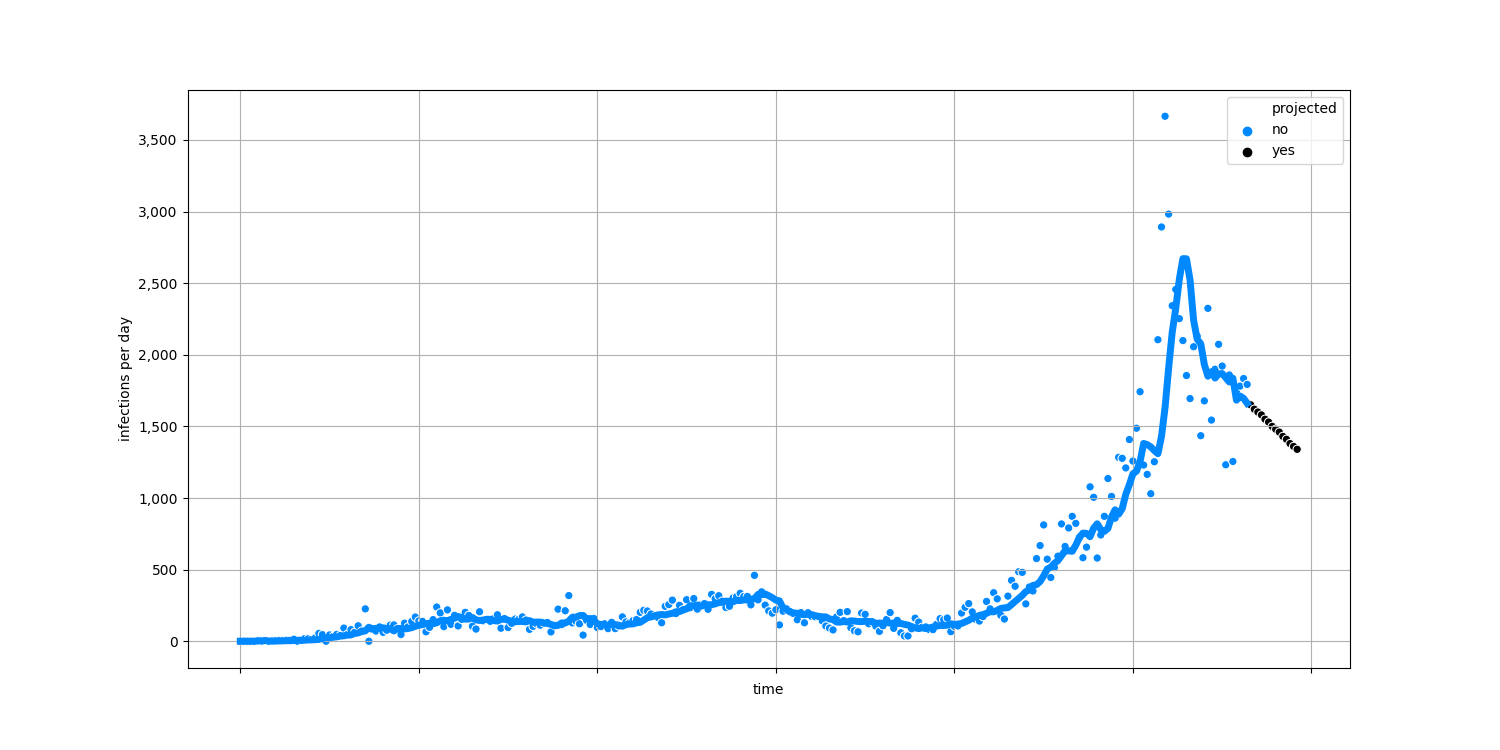 projected
no
yes
3,500
3,000
2,500
2,000
1,500
1,000
500
0
infections per day
time